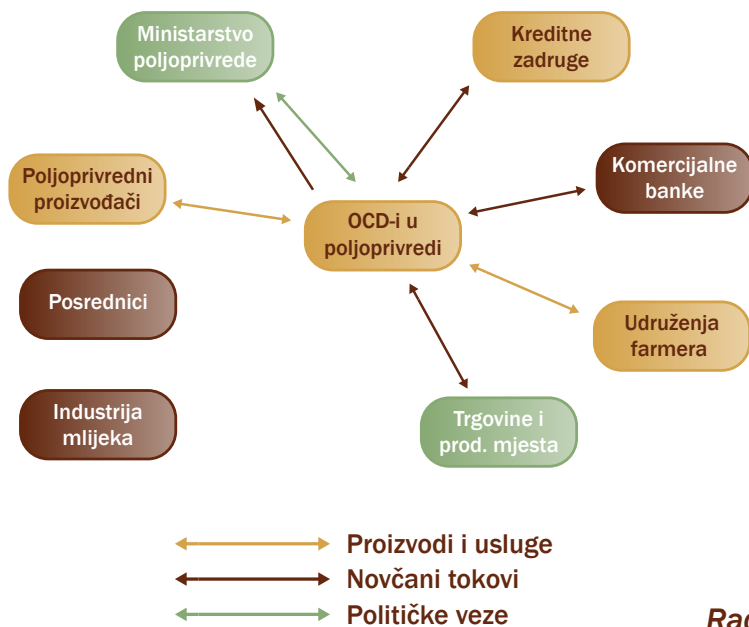 Ministarstvo
poljoprivrede
Kreditne
zadruge
Poljoprivredni
proizvođači
Komercijalne
banke
OCD-i u
poljoprivredi
Posrednici
Udruženja
farmera
Industrija
mlijeka
Trgovine i
prod. mjesta
Proizvodi i usluge
Novčani tokovi
Političke veze